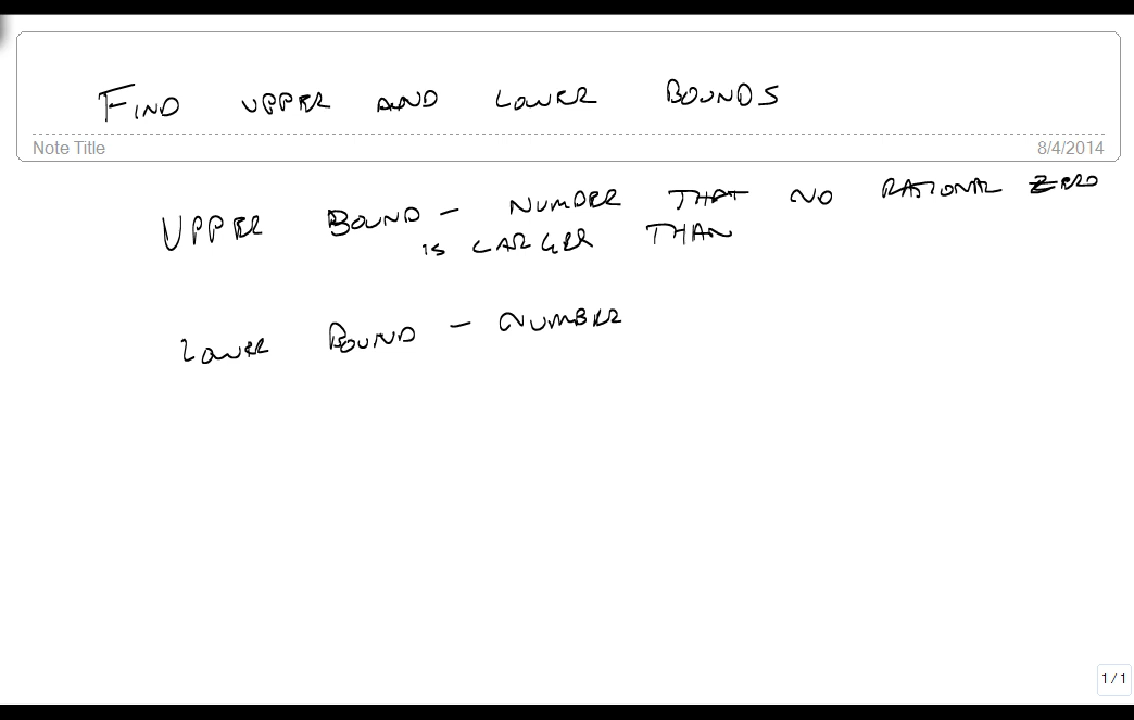 FIND UPPER AND LOWER BOUNDS
Note Title
8/4/2014
UPPER BOUND - NUMBER THAT NO RATIONAL ZERO
IS LARGER THAN
LOWER BOUND - NUMBER
1/1